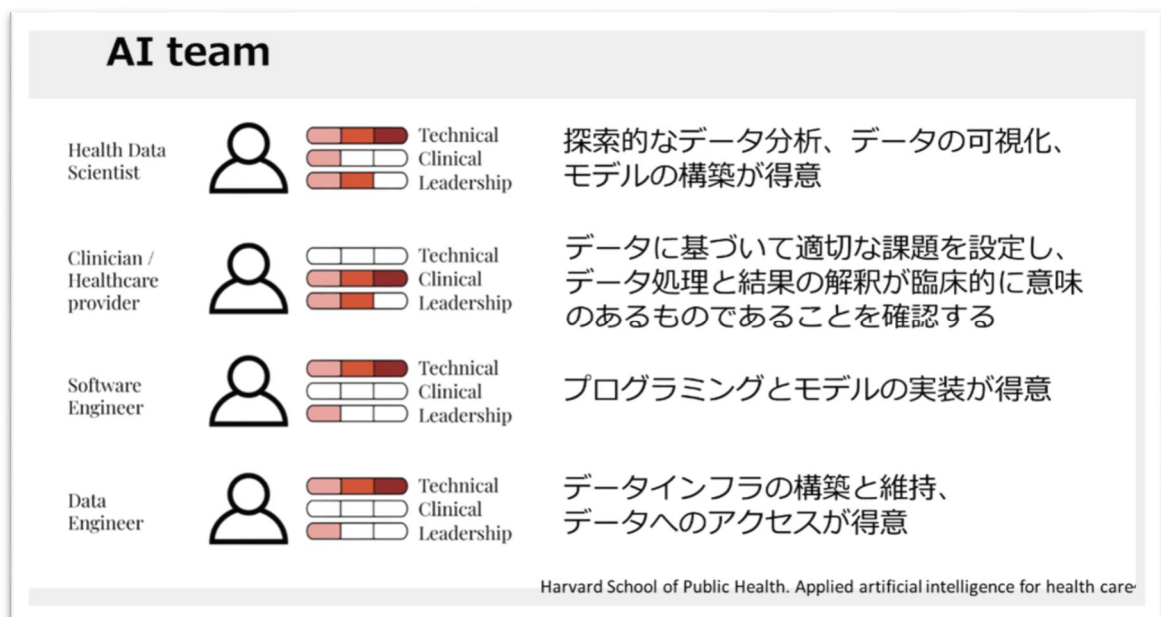 AI team
Health Data
Scientist
Technical
Clinical
Leadership
探索的なデータ分析、データの可視化、
モデルの構築が得意
Clinician /
Healthcare
provider
Technical
Clinical
Leadership
データに基づいて適切な課題を設定し、
データ処理と結果の解釈が臨床的に意味
のあるものであることを確認する
Software
Engineer
Technical
Clinical
Leadership
プログラミングとモデルの実装が得意
Data
Engineer
Technical
Clinical
Leadership
データインフラの構築と維持、
データへのアクセスが得意
Harvard School of Public Health. Applied artificial intelligence for health care